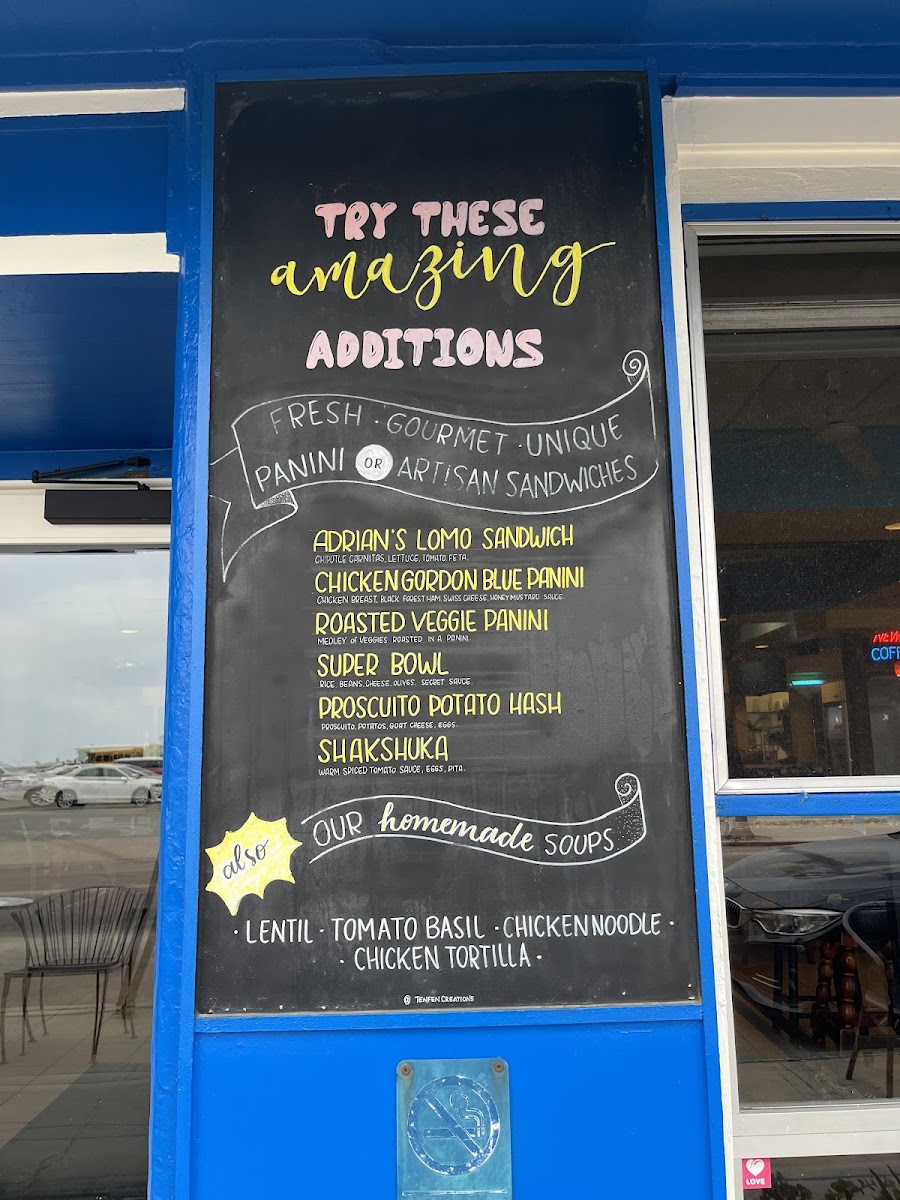 TRY THESE
amazing
ADDITIONS
FRESH · GOURMET · UNIQUE
PANINI OR ARTISAN SANDWICHES
ADRIAN'S LOMO SANDWICH
CHIPOTLE CARNITAS, LETTUCE, TOMATO, FETA.
CHICKEN GORDON BLUE PANINI
CHICKEN BREAST, BLACK FOREST HAM, SWISS CHEESE, HONEY MUSTARD SAUCE.
ROASTED VEGGIE PANINI
MEDLEY of VEGGIES ROASTED IN A PANINI.
SUPER BOWL
RICE, BEANS, CHEESE, OLIVES, SECRET SAUCE.
PROSCUITO POTATO HASH
PROSCUITO, POTATOS, GOAT CHEESE, EGGS.
SHAKSHUKA
WARM SPICED TOMATO SAUCE, EGGS, PITA.
also
OUR homemade SOUPS
· LENTIL · TOMATO BASIL · CHICKEN NOODLE ·
· CHICKEN TORTILLA ·
@ TENFEN CREATIONS
LOVE